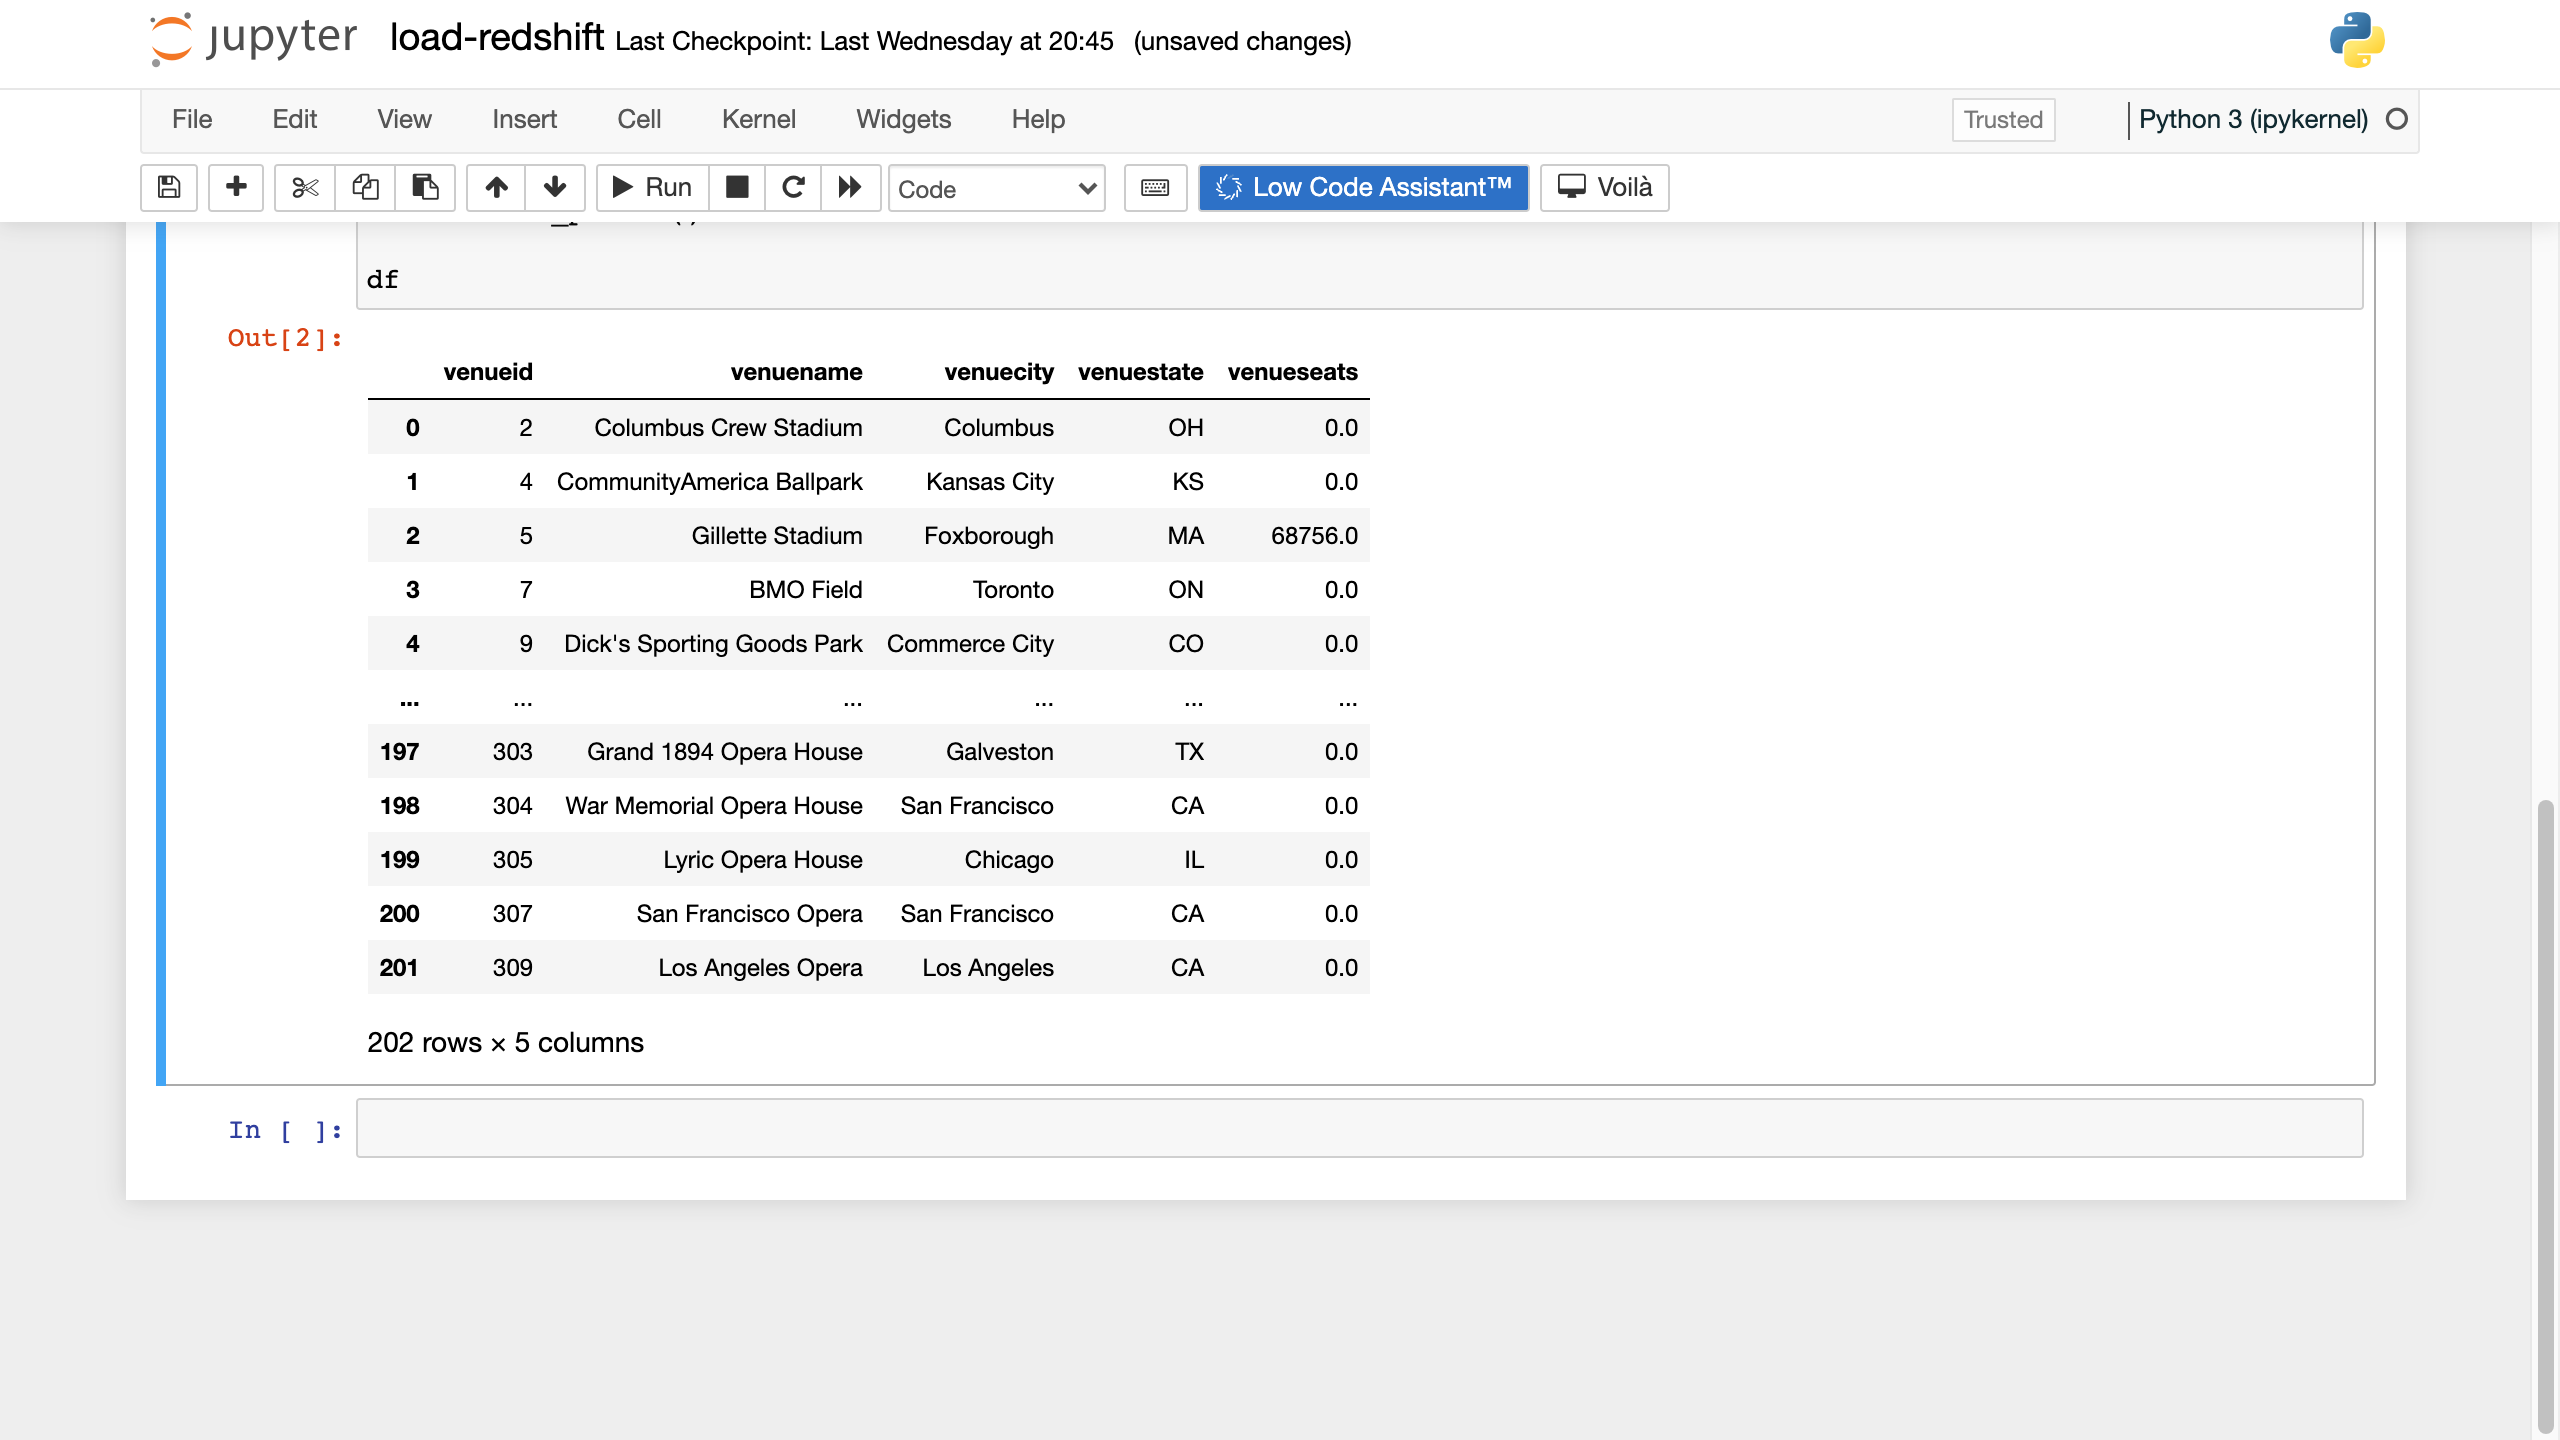 jupyter load-redshift Last Checkpoint: Last Wednesday at 20:45 (unsaved changes)
File Edit View Insert Cell Kernel Widgets Help Trusted Python 3 (ipykernel)
Run Code Low Code Assistant™ Voilà
df
Out[2]:
venueid venuename venuecity venuestate venueseats
0 2 Columbus Crew Stadium Columbus OH 0.0
1 4 CommunityAmerica Ballpark Kansas City KS 0.0
2 5 Gillette Stadium Foxborough MA 68756.0
3 7 BMO Field Toronto ON 0.0
4 9 Dick's Sporting Goods Park Commerce City CO 0.0
... ... ... ... ... ...
197 303 Grand 1894 Opera House Galveston TX 0.0
198 304 War Memorial Opera House San Francisco CA 0.0
199 305 Lyric Opera House Chicago IL 0.0
200 307 San Francisco Opera San Francisco CA 0.0
201 309 Los Angeles Opera Los Angeles CA 0.0
202 rows × 5 columns
In [ ]: